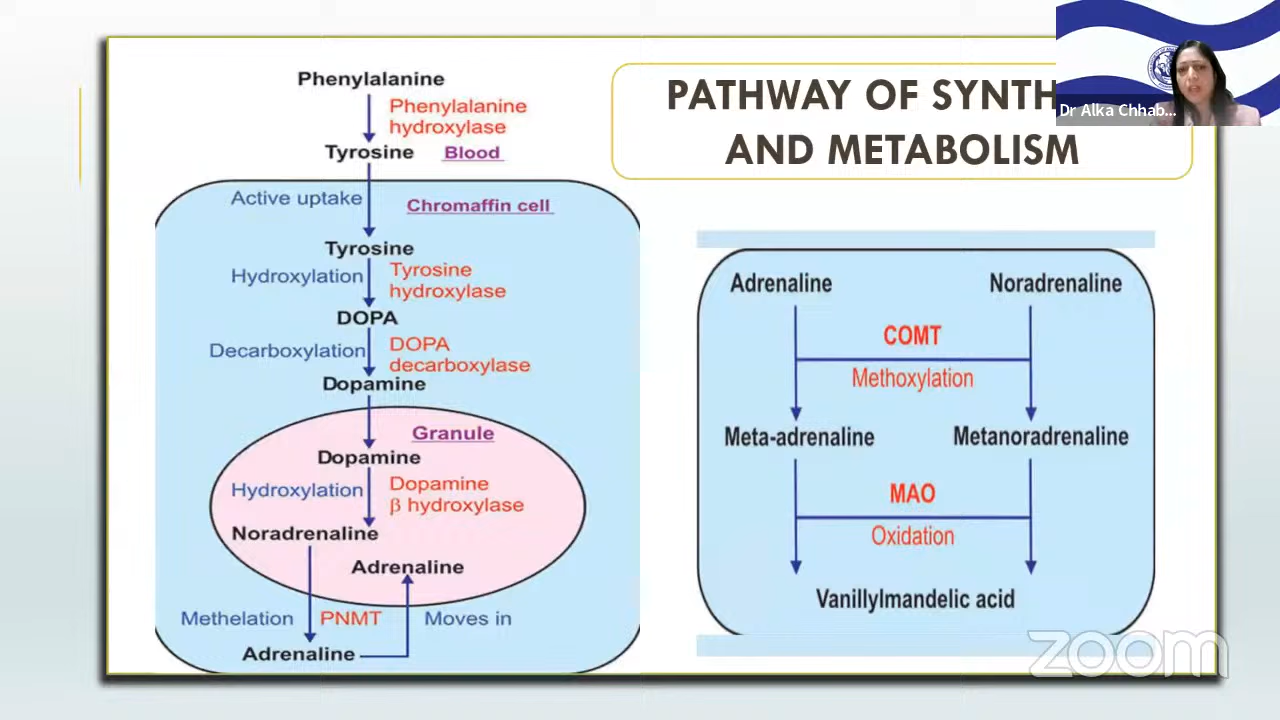 PATHWAY OF SYNTH
AND METABOLISM
Dr Alka Chhab...
Phenylalanine
Phenylalanine
hydroxylase
Tyrosine Blood
Active uptake
Chromaffin cell
Tyrosine
Hydroxylation
Tyrosine
hydroxylase
DOPA
Decarboxylation
DOPA
decarboxylase
Dopamine
Granule
Dopamine
Hydroxylation
Dopamine
β hydroxylase
Noradrenaline
Adrenaline
Methelation PNMT Moves in
Adrenaline
Adrenaline Noradrenaline
COMT
Methoxylation
Meta-adrenaline Metanoradrenaline
MAO
Oxidation
Vanillylmandelic acid
zoom